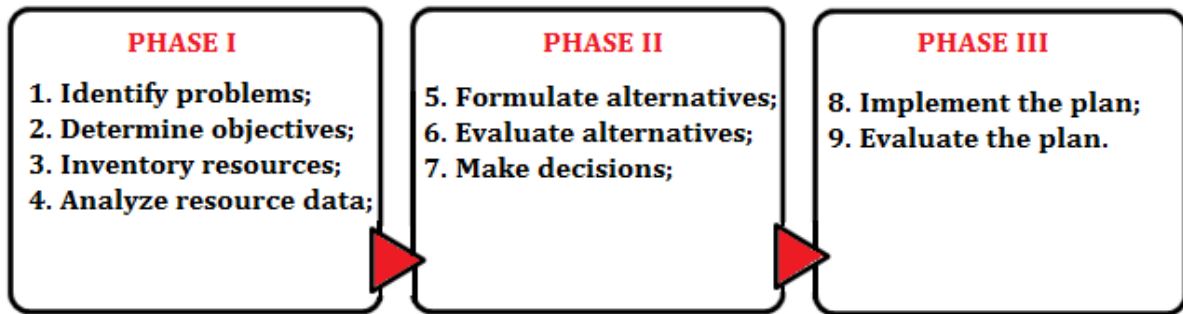 PHASE I
1. Identify problems;
2. Determine objectives;
3. Inventory resources;
4. Analyze resource data;
PHASE II
5. Formulate alternatives;
6. Evaluate alternatives;
7. Make decisions;
PHASE III
8. Implement the plan;
9. Evaluate the plan.